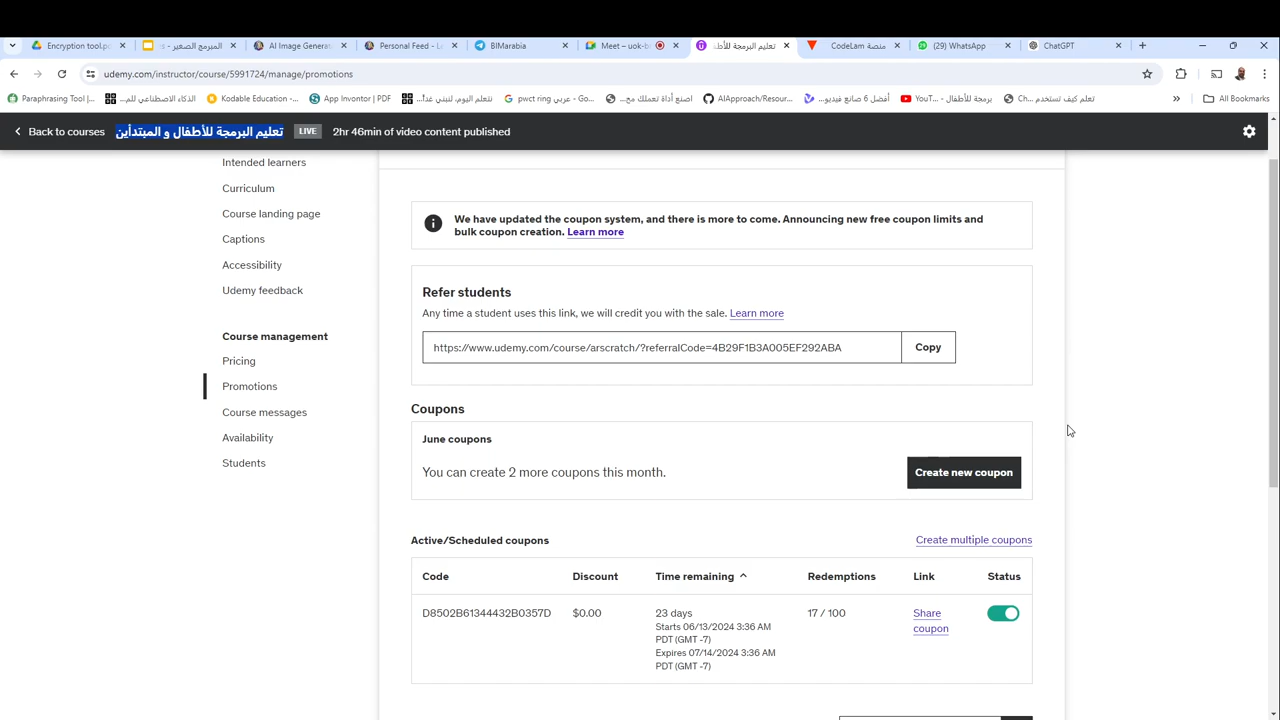 Encryption tool.p
المبرمج الصغير - s
AI Image Generat
Personal Feed - L
BIMarabia
Meet – uok-b
تعليم البرمجة للأطف
منصة CodeLam
(29) WhatsApp
ChatGPT
udemy.com/instructor/course/5991724/manage/promotions
Paraphrasing Tool |...
الذكاء الاصطناعي للم...
Kodable Education -...
App Inventor | PDF
نتعلم اليوم، لنبني غداً...
pwct ring عربي - Go...
اصنع أداة تعملك مع...
AIApproach/Resour...
أفضل 6 صانع فيديو...
برمجة للأطفال - YouT...
تعلم كيف تستخدم Ch...
All Bookmarks
Back to courses
تعليم البرمجة للأطفال و المبتدأين
LIVE
2hr 46min of video content published
Intended learners
Curriculum
Course landing page
Captions
Accessibility
Udemy feedback
Course management
Pricing
Promotions
Course messages
Availability
Students
We have updated the coupon system, and there is more to come. Announcing new free coupon limits and
bulk coupon creation. Learn more
Refer students
Any time a student uses this link, we will credit you with the sale. Learn more
https://www.udemy.com/course/arscratch/?referralCode=4B29F1B3A005EF292ABA
Copy
Coupons
June coupons
You can create 2 more coupons this month.
Create new coupon
Active/Scheduled coupons
Create multiple coupons
Code Discount Time remaining Redemptions Link Status
D8502B61344432B0357D $0.00 23 days 17 / 100 Share
Starts 06/13/2024 3:36 AM coupon
PDT (GMT -7)
Expires 07/14/2024 3:36 AM
PDT (GMT -7)